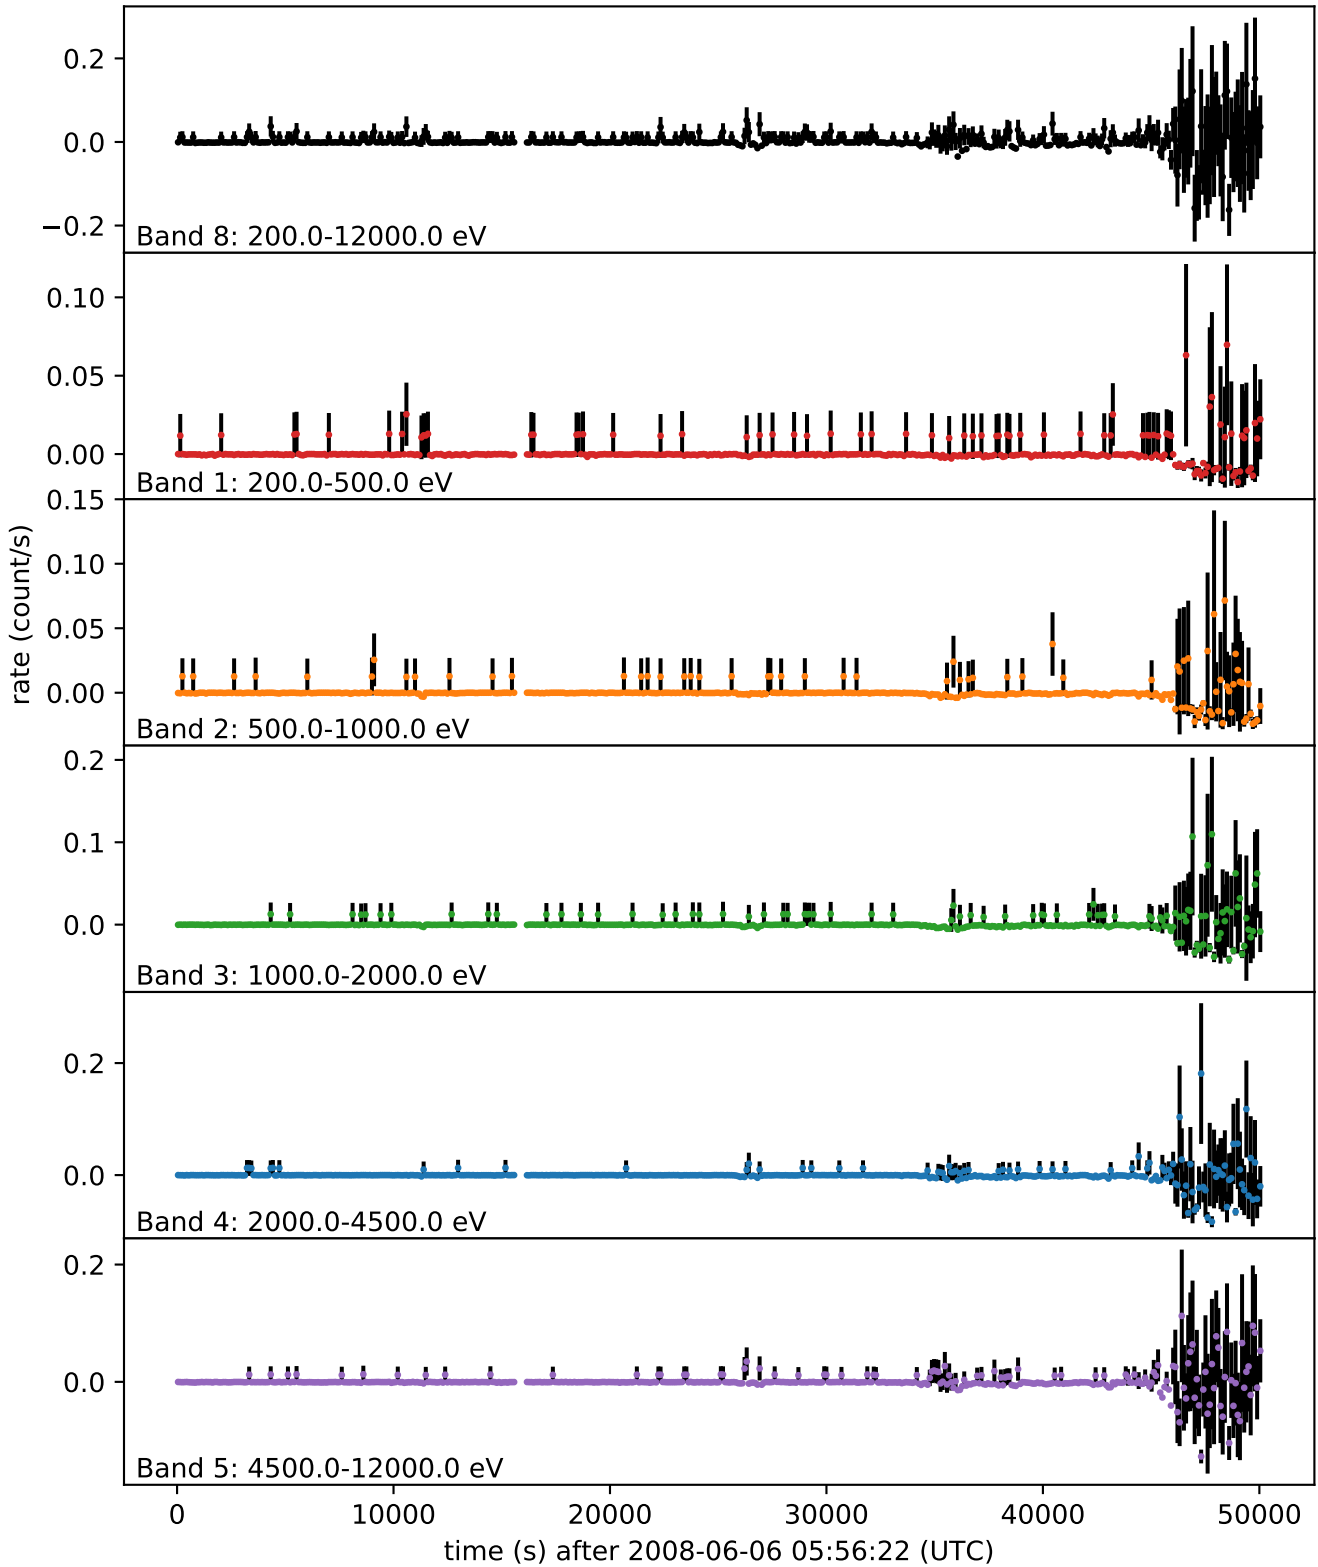 0.2
0.0
−0.2
Band 8: 200.0-12000.0 eV
0.10
0.05
0.00
Band 1: 200.0-500.0 eV
0.15
0.10
0.05
0.00
Band 2: 500.0-1000.0 eV
rate (count/s)
0.2
0.1
0.0
Band 3: 1000.0-2000.0 eV
0.2
0.0
Band 4: 2000.0-4500.0 eV
0.2
0.0
Band 5: 4500.0-12000.0 eV
0 10000 20000 30000 40000 50000
time (s) after 2008-06-06 05:56:22 (UTC)